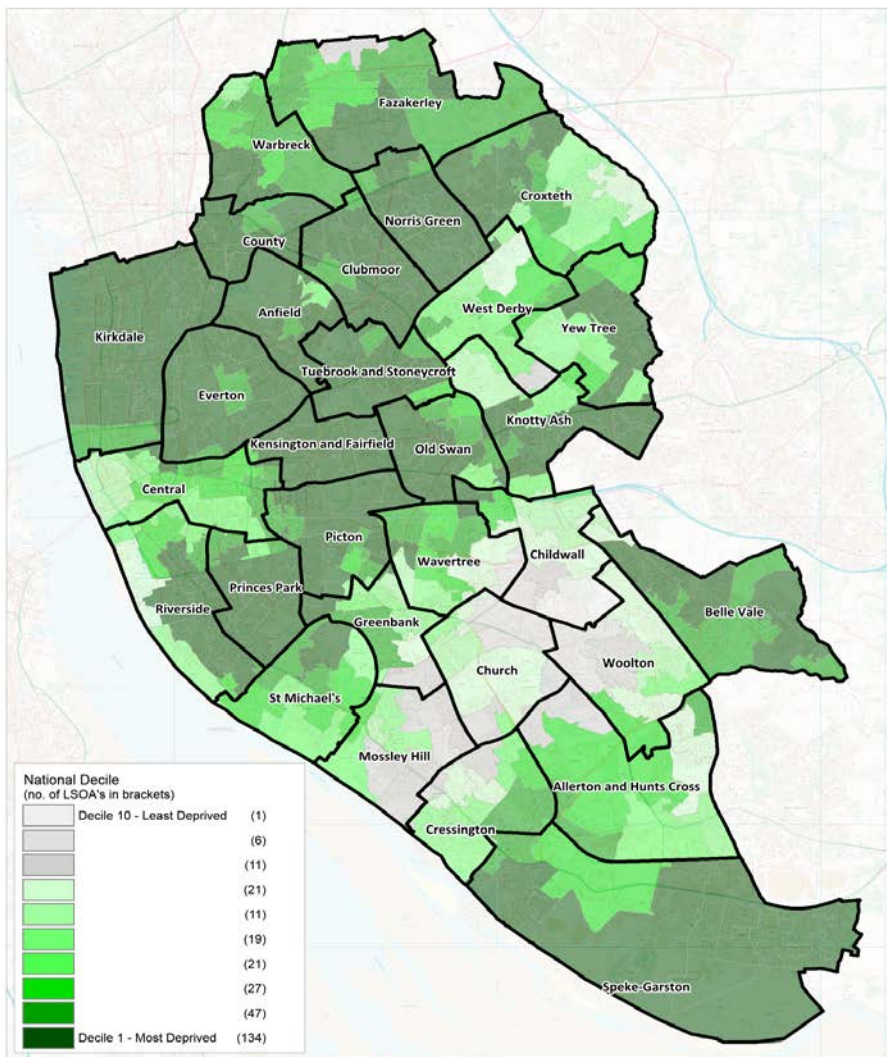 Fazakerley
Warbreck
Croxteth
Norris Green
County
Clubmoor
West Derby
Anfield
Yew Tree
Kirkdale
Tuebrook and Stoneycroft
Everton
Knotty Ash
Kensington and Fairfield
Old Swan
Central
Picton
Childwall
Wavertree
Princes Park
Riverside
Belle Vale
Greenbank
Church
Woolton
St Michael's
Mossley Hill
Allerton and Hunts Cross
Cressington
Speke-Garston
National Decile
(no. of LSOA's in brackets)
Decile 10 - Least Deprived (1)
(6)
(11)
(21)
(11)
(19)
(21)
(27)
(47)
Decile 1 - Most Deprived (134)